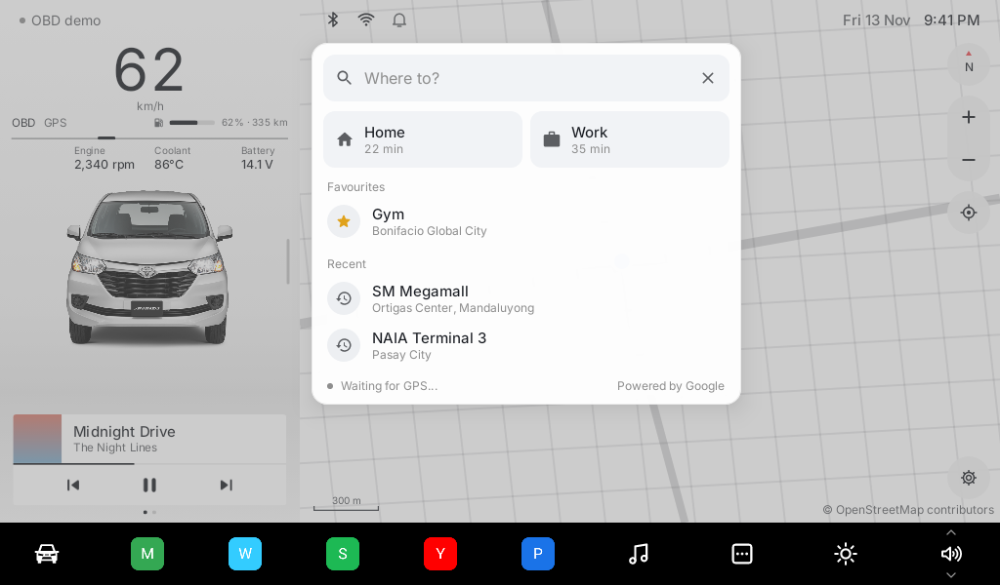 OBD demo
62
km/h
OBD GPS
62% · 335 km
Engine
2,340 rpm
Coolant
86°C
Battery
14.1 V
Midnight Drive
The Night Lines
Fri 13 Nov 9:41 PM
Where to?
Home
22 min
Work
35 min
Favourites
Gym
Bonifacio Global City
Recent
SM Megamall
Ortigas Center, Mandaluyong
NAIA Terminal 3
Pasay City
Waiting for GPS...
Powered by Google
N
300 m
© OpenStreetMap contributors
M
W
S
Y
P